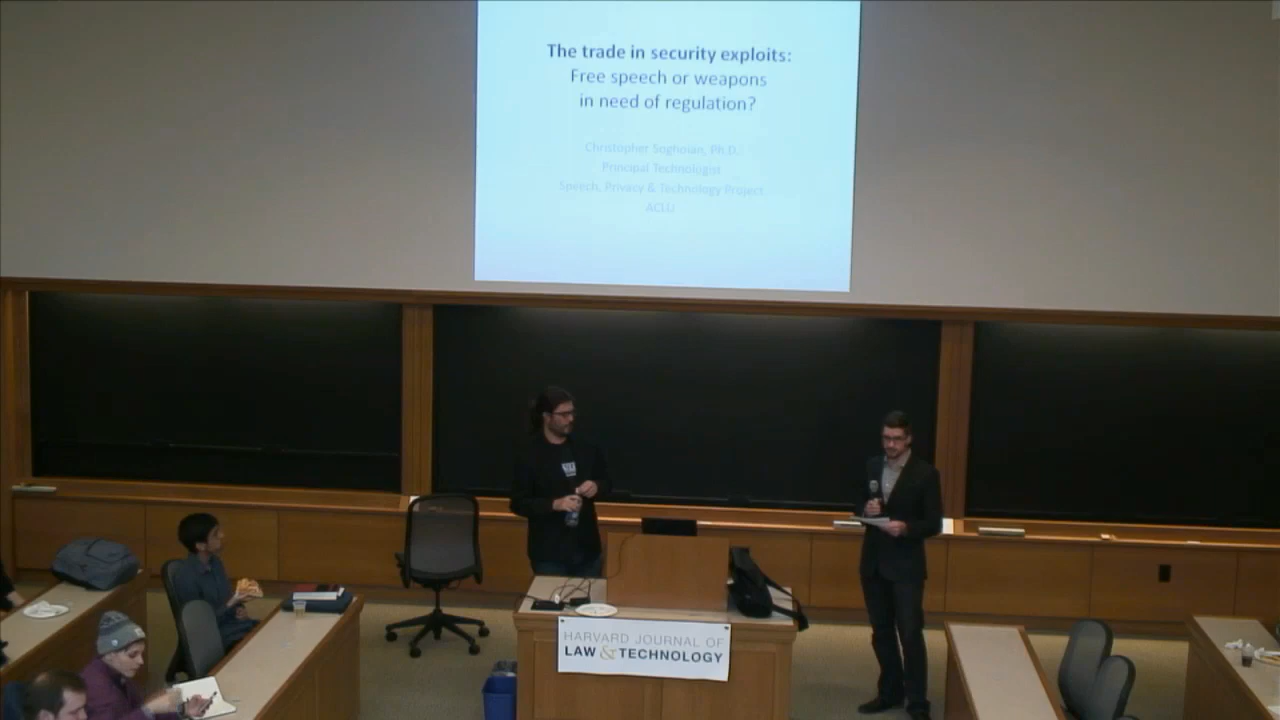 The trade in security exploits:
Free speech or weapons
in need of regulation?
Christopher Soghoian, Ph.D.
Principal Technologist
Speech, Privacy & Technology Project
ACLU
HARVARD JOURNAL OF
LAW & TECHNOLOGY